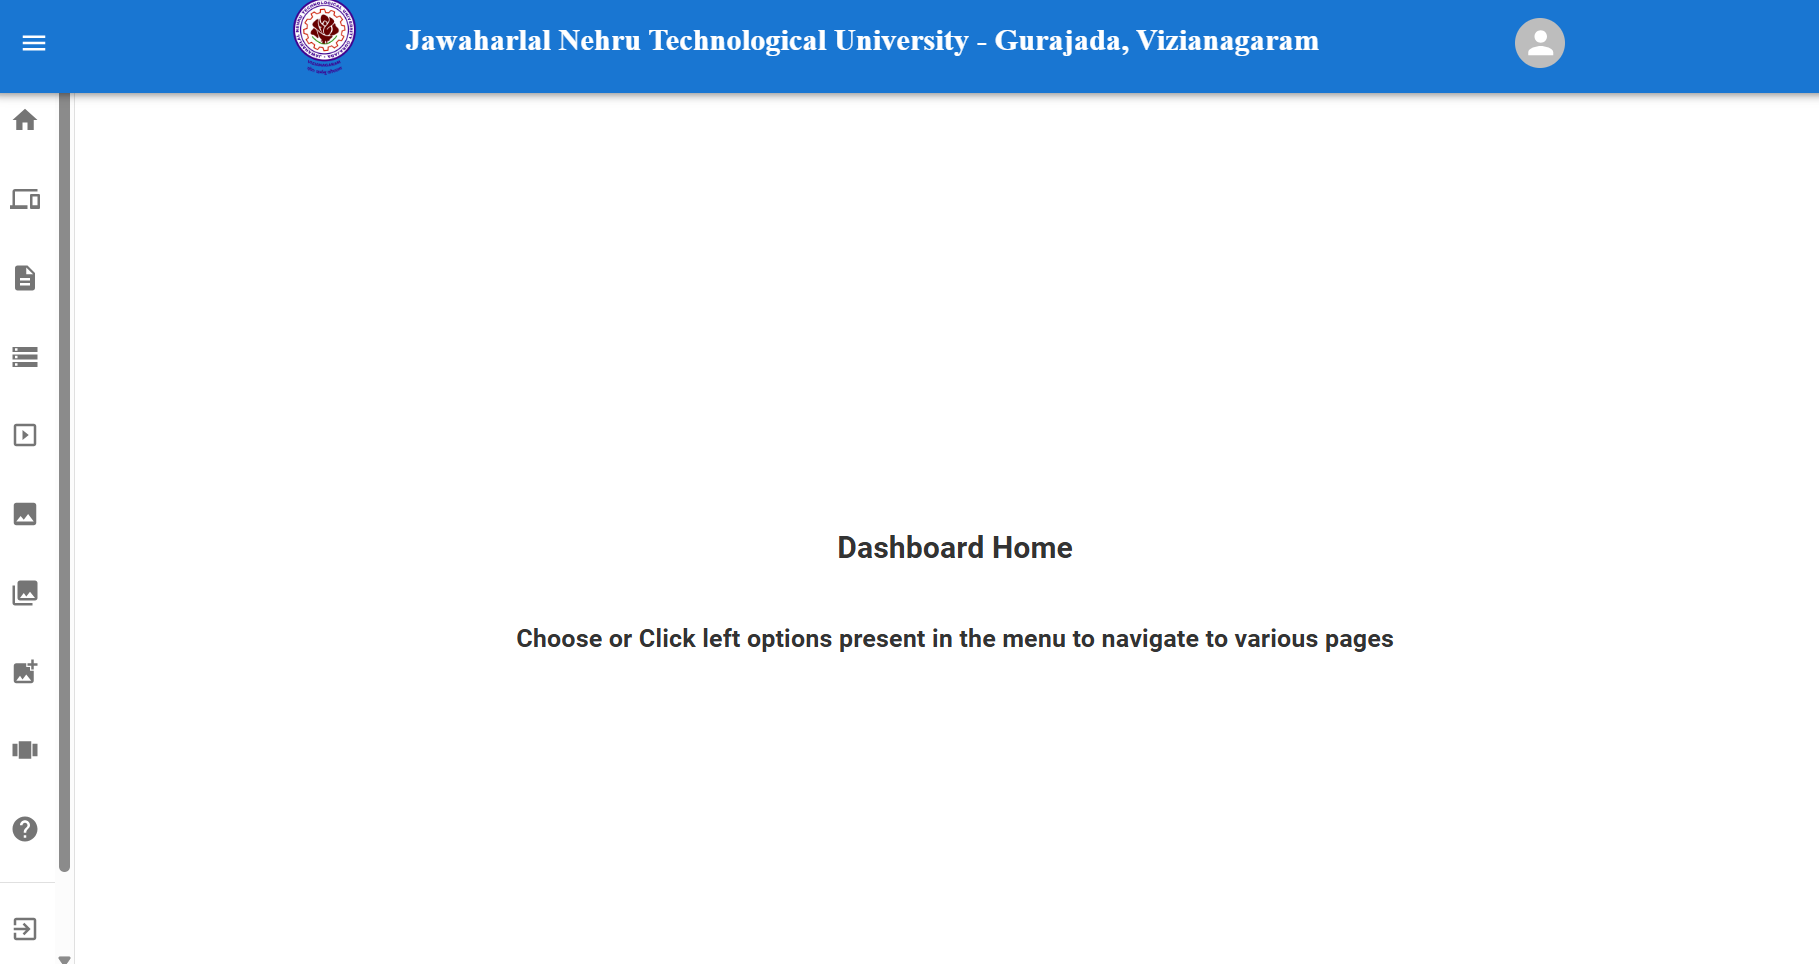 Jawaharlal Nehru Technological University - Gurajada, Vizianagaram
Dashboard Home
Choose or Click left options present in the menu to navigate to various pages